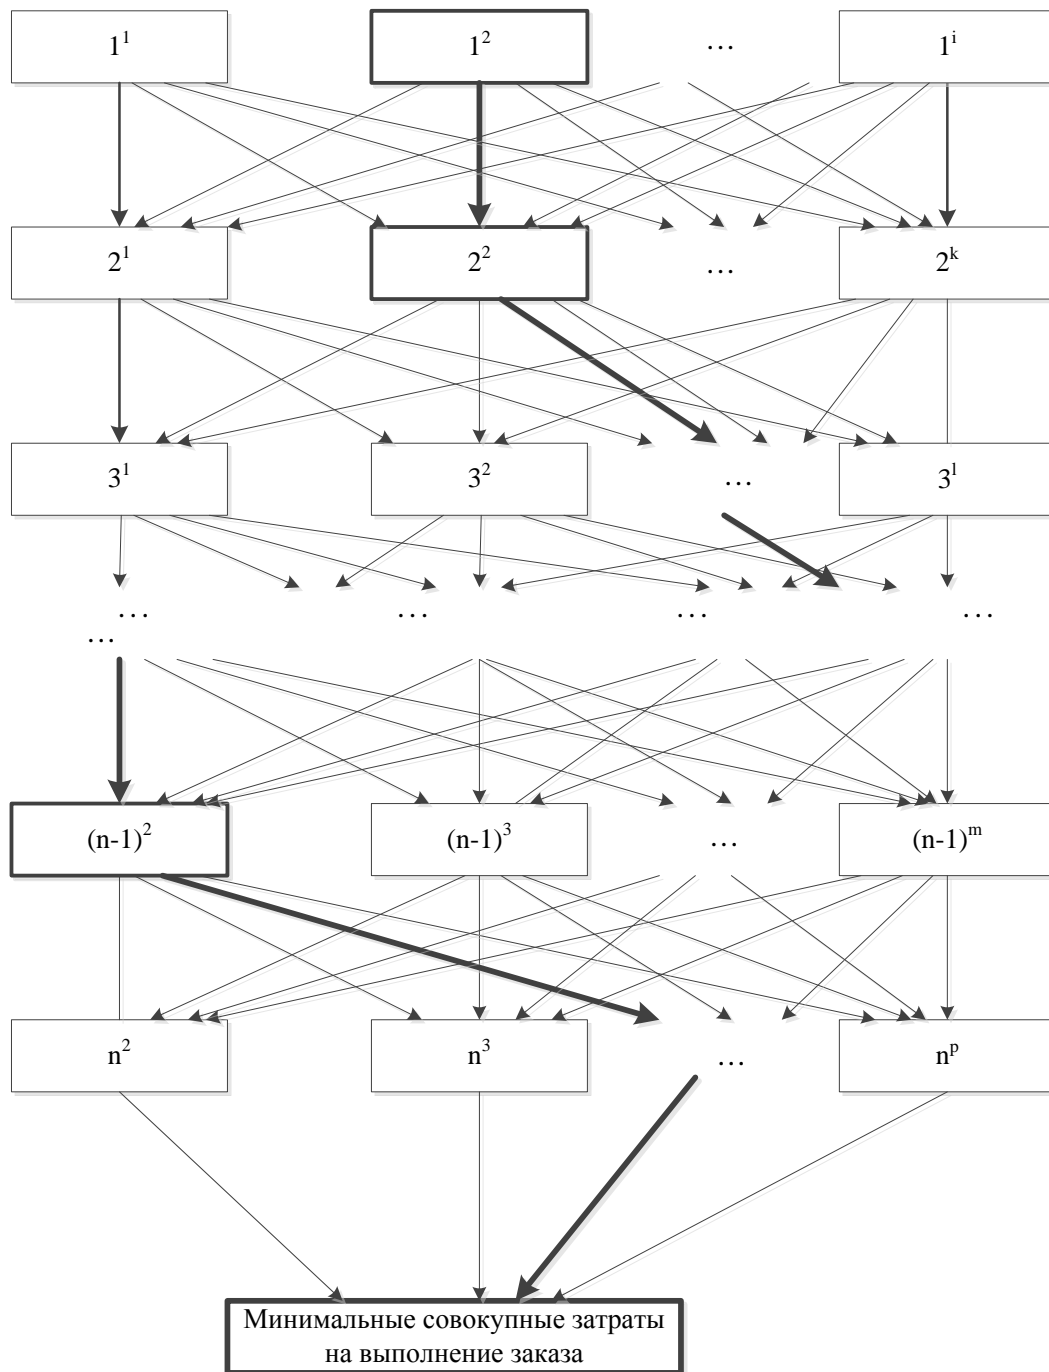 1¹ 1² … 1ⁱ
2¹ 2² … 2ᵏ
3¹ 3² … 3ˡ
… … … …
…
(n-1)² (n-1)³ … (n-1)ᵐ
n² n³ … nᵖ
Минимальные совокупные затраты
на выполнение заказа